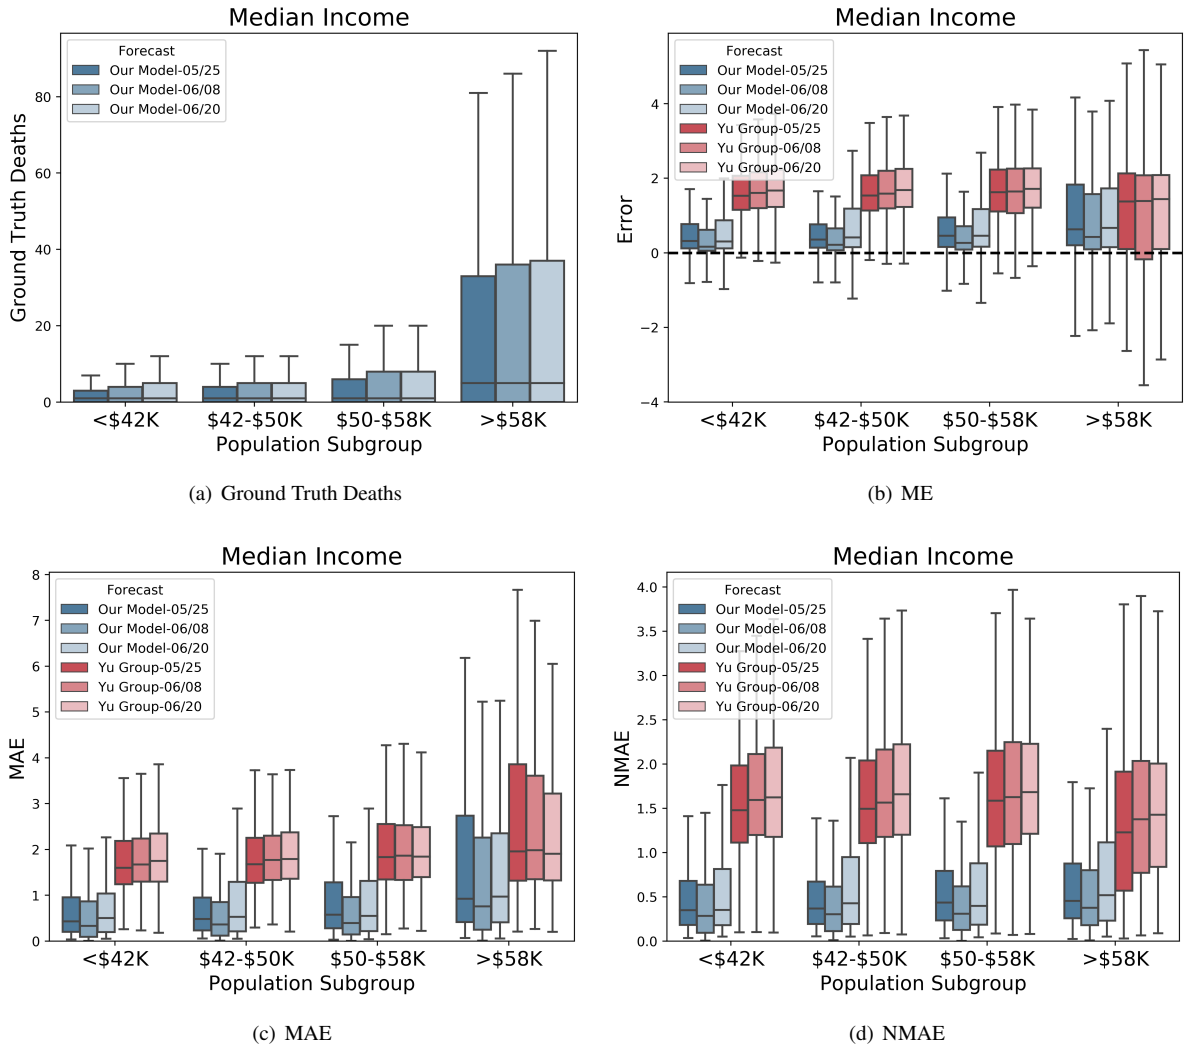 Median Income
Forecast
Our Model-05/25
Our Model-06/08
Our Model-06/20
Ground Truth Deaths
80
60
40
20
0
<$42K $42-$50K $50-$58K >$58K
Population Subgroup
(a) Ground Truth Deaths
Median Income
Forecast
Our Model-05/25
Our Model-06/08
Our Model-06/20
Yu Group-05/25
Yu Group-06/08
Yu Group-06/20
Error
4
2
0
−2
−4
<$42K $42-$50K $50-$58K >$58K
Population Subgroup
(b) ME
Median Income
Forecast
Our Model-05/25
Our Model-06/08
Our Model-06/20
Yu Group-05/25
Yu Group-06/08
Yu Group-06/20
MAE
8
7
6
5
4
3
2
1
0
<$42K $42-$50K $50-$58K >$58K
Population Subgroup
(c) MAE
Median Income
Forecast
Our Model-05/25
Our Model-06/08
Our Model-06/20
Yu Group-05/25
Yu Group-06/08
Yu Group-06/20
NMAE
4.0
3.5
3.0
2.5
2.0
1.5
1.0
0.5
0.0
<$42K $42-$50K $50-$58K >$58K
Population Subgroup
(d) NMAE